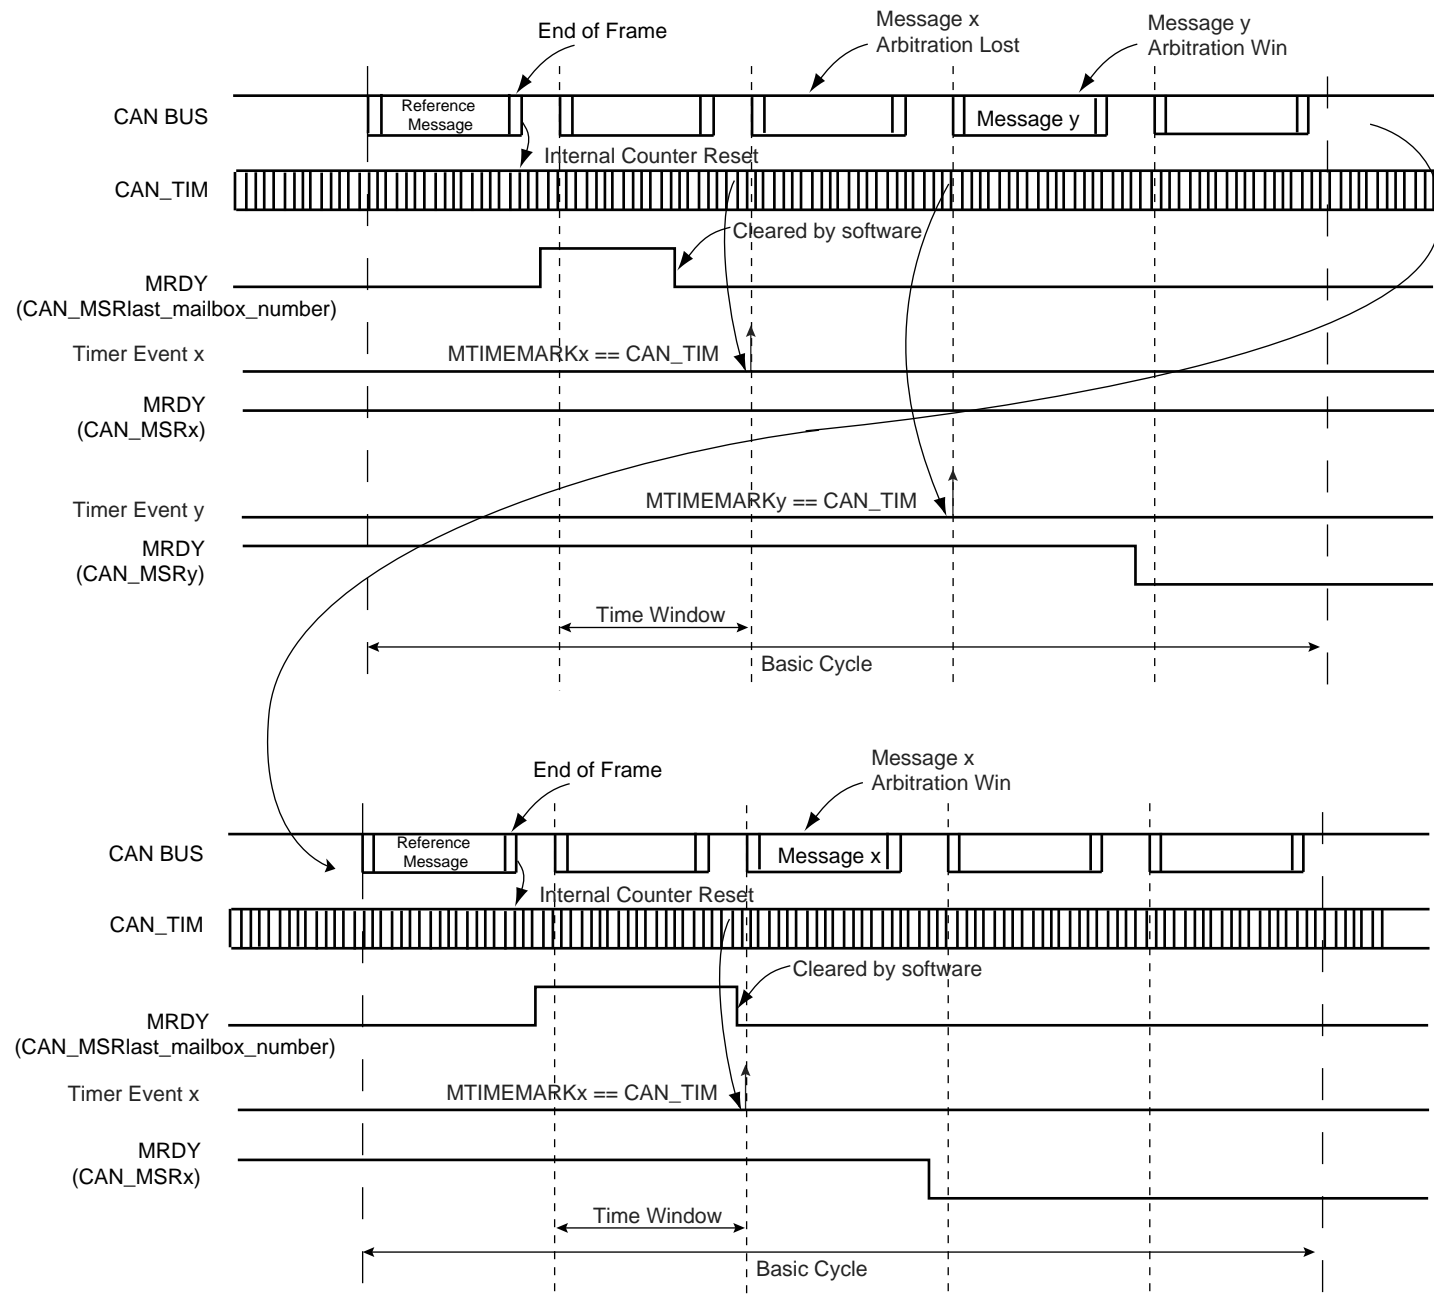 End of Frame
Message x
Arbitration Lost
Message y
Arbitration Win
CAN BUS
Reference
Message
Message y
Internal Counter Reset
CAN_TIM
Cleared by software
MRDY
(CAN_MSRlast_mailbox_number)
Timer Event x
MTIMEMARKx == CAN_TIM
MRDY
(CAN_MSRx)
Timer Event y
MTIMEMARKy == CAN_TIM
MRDY
(CAN_MSRy)
Time Window
Basic Cycle
End of Frame
Message x
Arbitration Win
CAN BUS
Reference
Message
Message x
Internal Counter Reset
CAN_TIM
Cleared by software
MRDY
(CAN_MSRlast_mailbox_number)
Timer Event x
MTIMEMARKx == CAN_TIM
MRDY
(CAN_MSRx)
Time Window
Basic Cycle